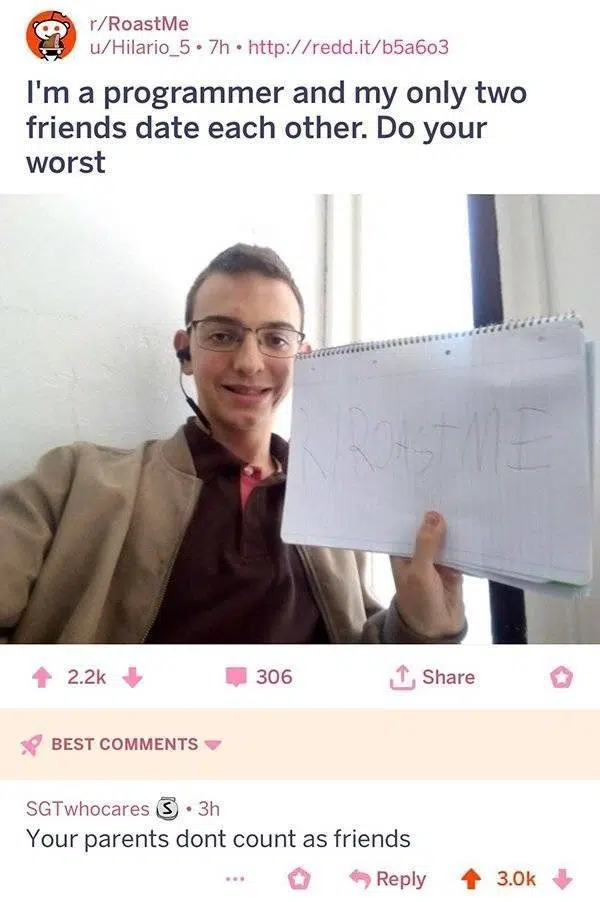 r/RoastMe
u/Hilario_5 • 7h • http://redd.it/b5a6o3
I'm a programmer and my only two
friends date each other. Do your
worst
R/ROASTME
2.2k
306
Share
BEST COMMENTS
SGTwhocares S • 3h
Your parents dont count as friends
... Reply 3.0k